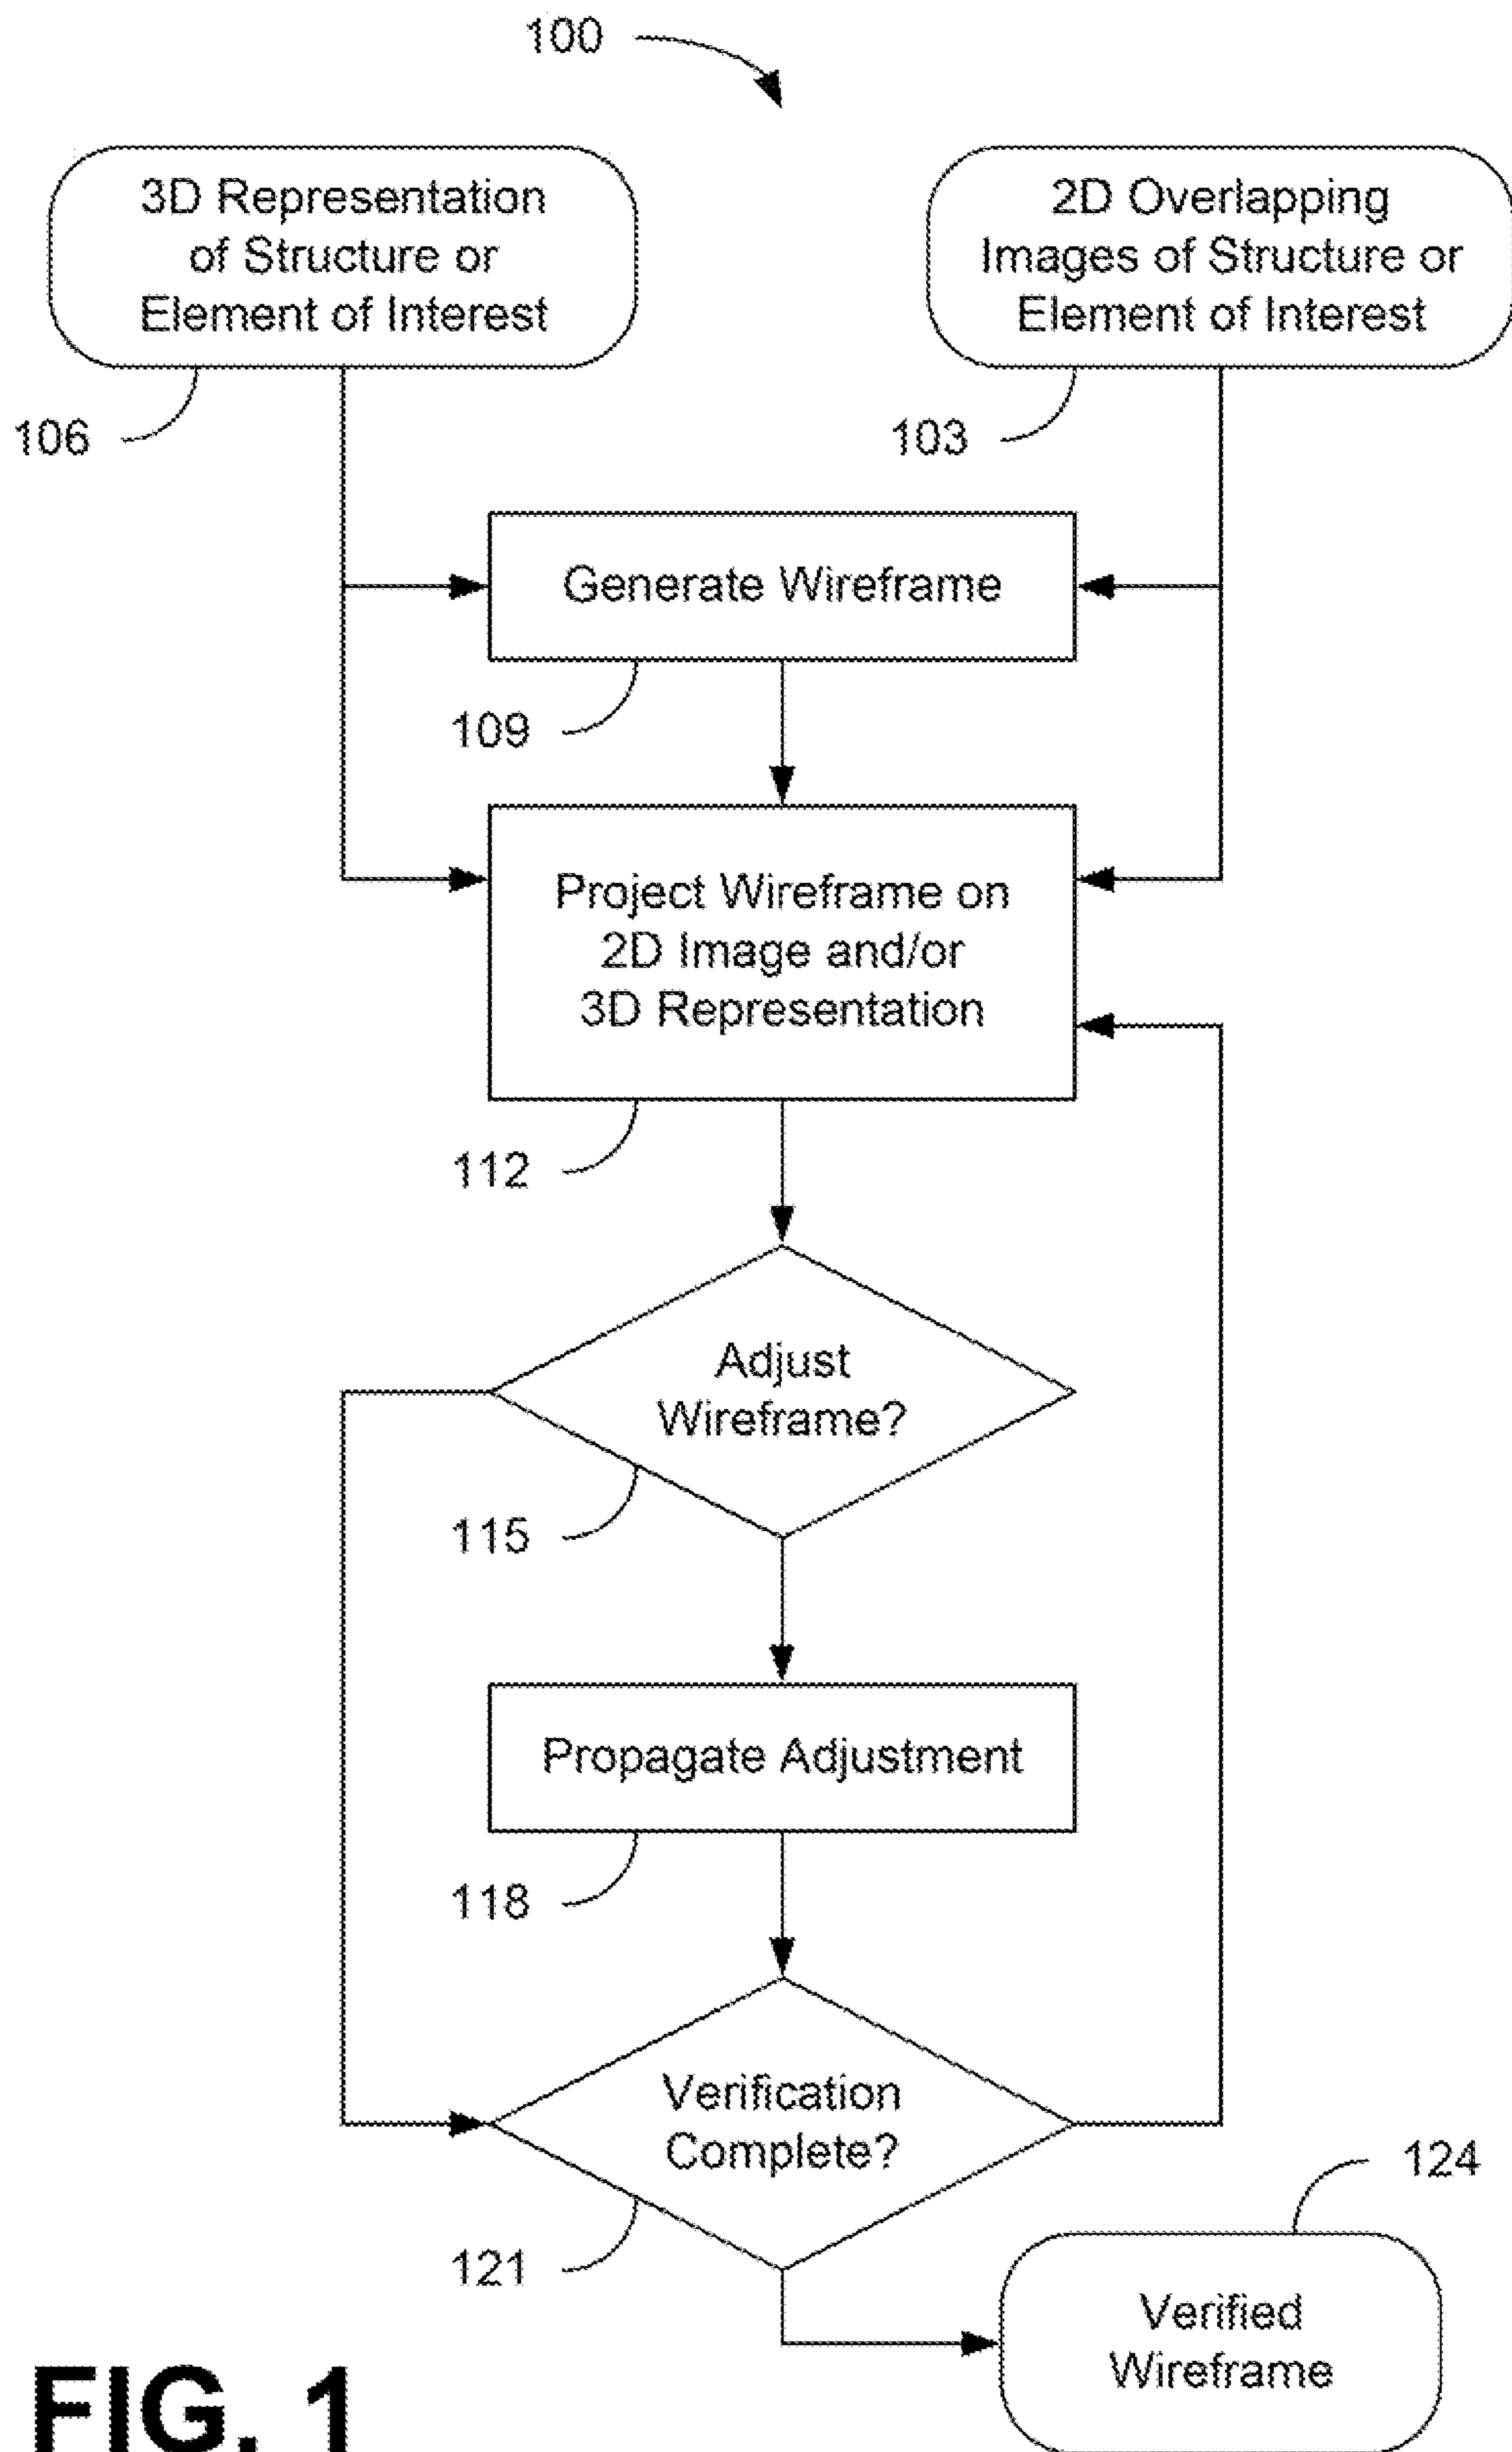 100
3D Representation
of Structure or
Element of Interest
2D Overlapping
Images of Structure or
Element of Interest
106
103
Generate Wireframe
109
Project Wireframe on
2D Image and/or
3D Representation
112
Adjust
Wireframe?
115
Propagate Adjustment
118
Verification
Complete?
121
124
Verified
Wireframe
FIG. 1